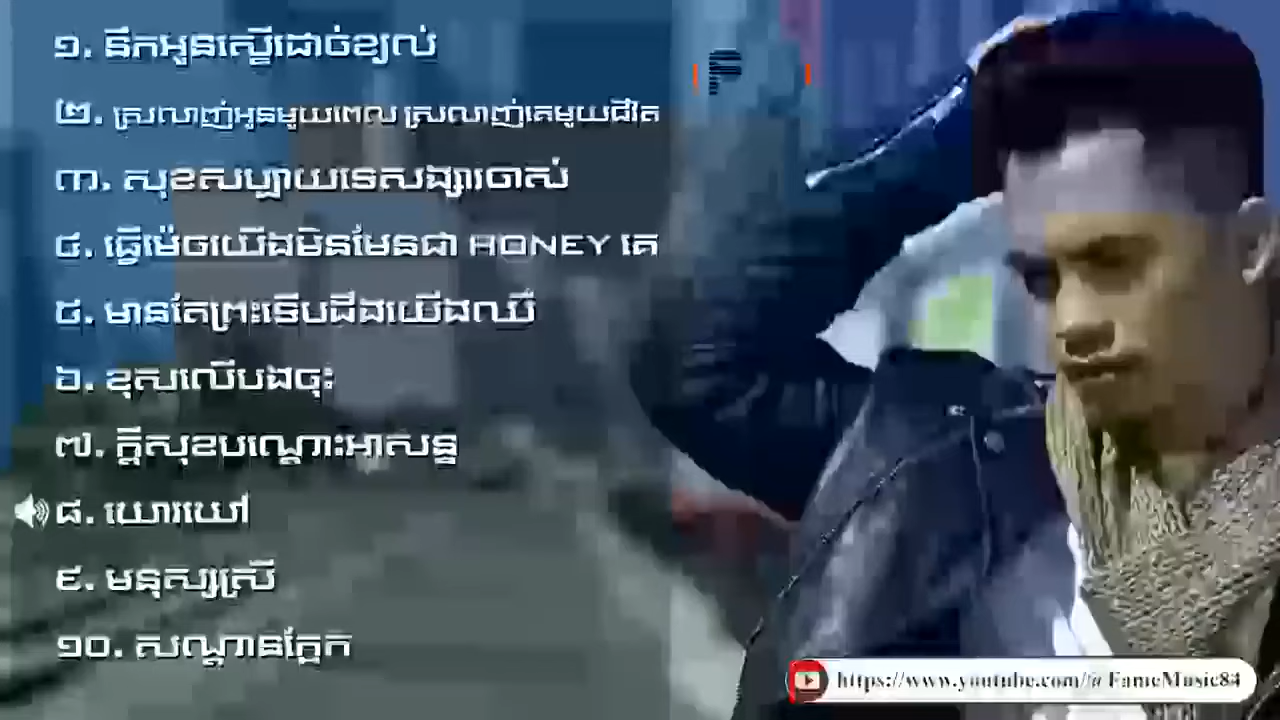 ១. នឹកអូនស្ទើដោច់ខ្យល់
២. ស្រលាញ់អូនមួយពេល ស្រលាញ់គេមួយជីវិត
៣. សុខសប្បាយទេសង្សារចាស់
៤. ធ្វើម៉េចយើងមិនមែនជា HONEY គេ
៥. មានតែព្រះទើបដឹងយើងឈឺ
៦. ខុសលើបងចុះ
៧. ក្ដីសុខបណ្ដោះអាសន្ន
៨. យោរយៅ
៩. មនុស្សស្រី
១០. សណ្ដានក្អែក
https://www.youtube.com/ FameMusic84